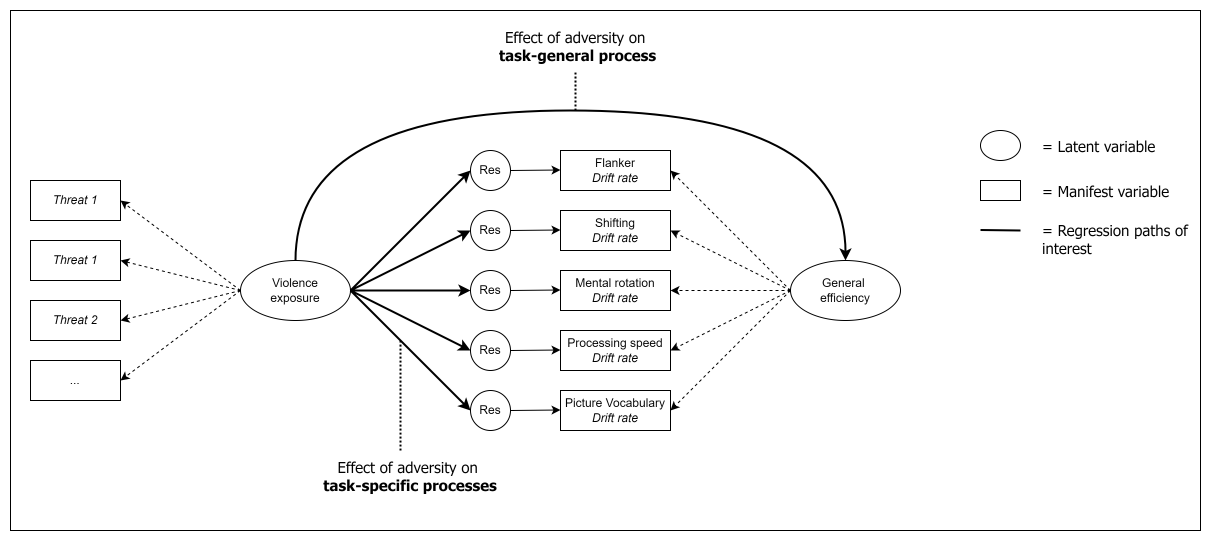 Effect of adversity on
task-general process
Threat 1
Threat 1
Threat 2
...
Violence
exposure
Res
Res
Res
Res
Res
Flanker
Drift rate
Shifting
Drift rate
Mental rotation
Drift rate
Processing speed
Drift rate
Picture Vocabulary
Drift rate
General
efficiency
Effect of adversity on
task-specific processes
= Latent variable
= Manifest variable
= Regression paths of
interest